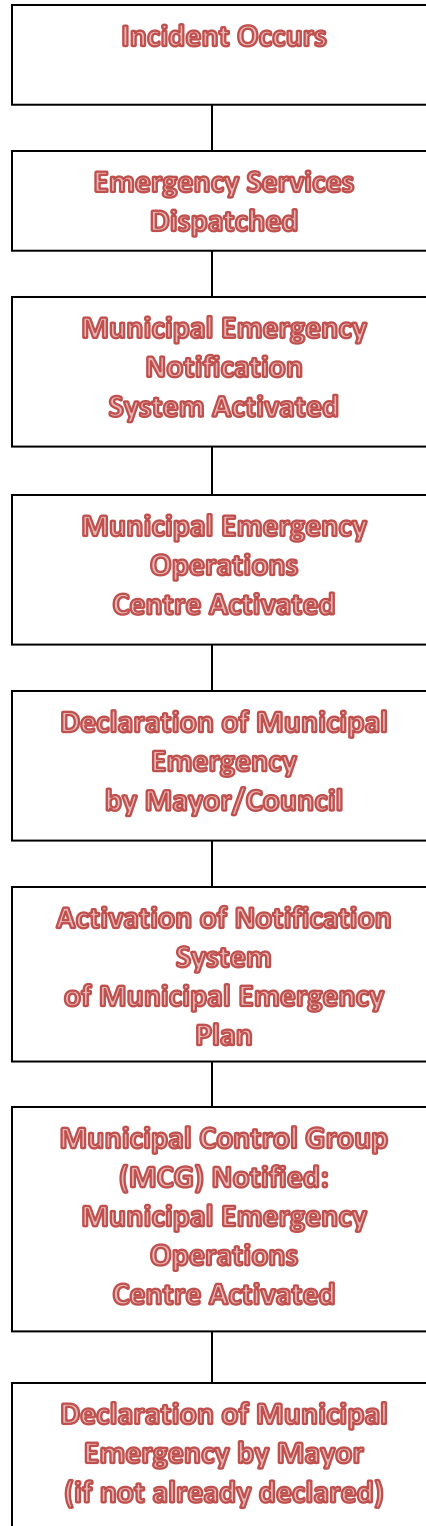 Incident Occurs
Emergency Services
Dispatched
Municipal Emergency
Notification
System Activated
Municipal Emergency
Operations
Centre Activated
Declaration of Municipal
Emergency
by Mayor/Council
Activation of Notification
System
of Municipal Emergency
Plan
Municipal Control Group
(MCG) Notified:
Municipal Emergency
Operations
Centre Activated
Declaration of Municipal
Emergency by Mayor
(if not already declared)